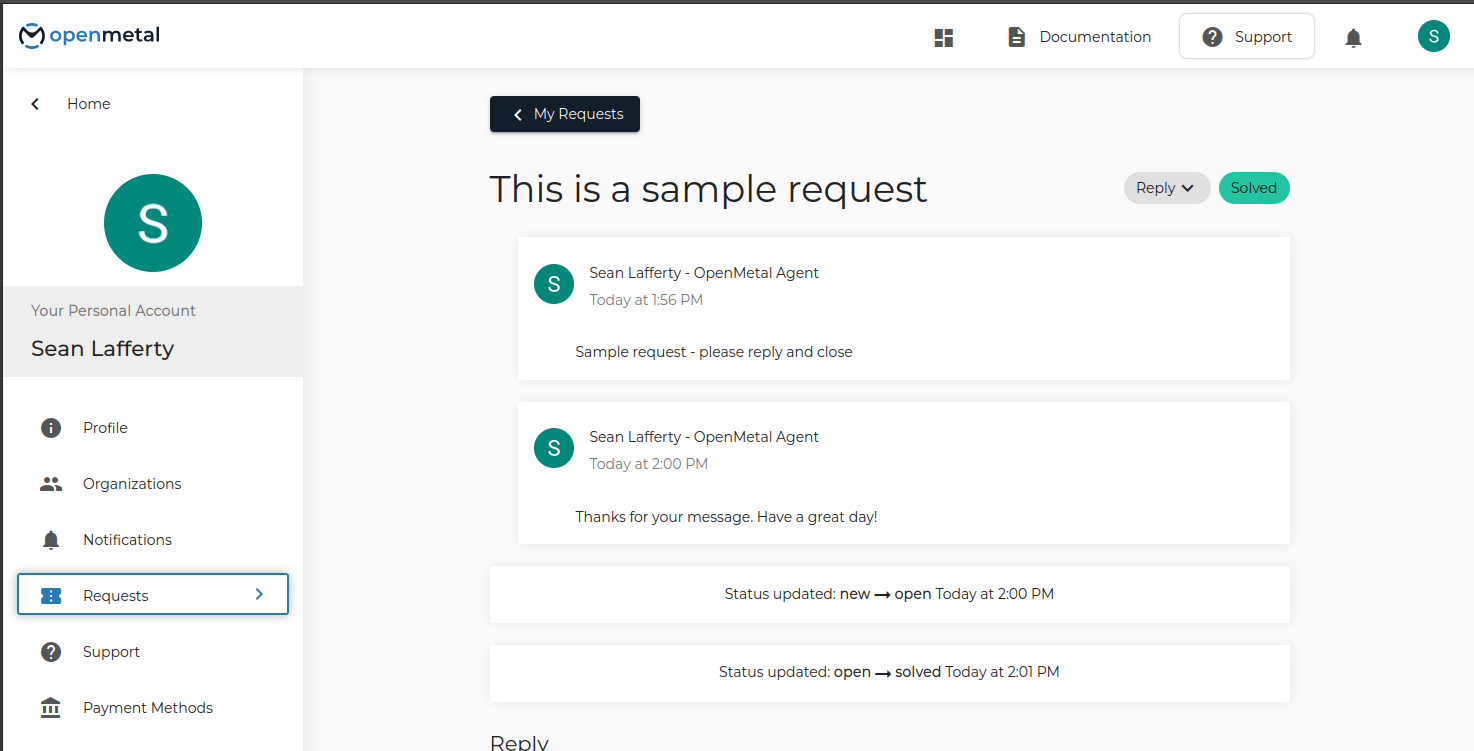 openmetal
Documentation
Support
S
Home
S
Your Personal Account
Sean Lafferty
Profile
Organizations
Notifications
Requests
Support
Payment Methods
My Requests
This is a sample request
Reply
Solved
S
Sean Lafferty - OpenMetal Agent
Today at 1:56 PM
Sample request - please reply and close
S
Sean Lafferty - OpenMetal Agent
Today at 2:00 PM
Thanks for your message. Have a great day!
Status updated: new → open Today at 2:00 PM
Status updated: open → solved Today at 2:01 PM
Reply